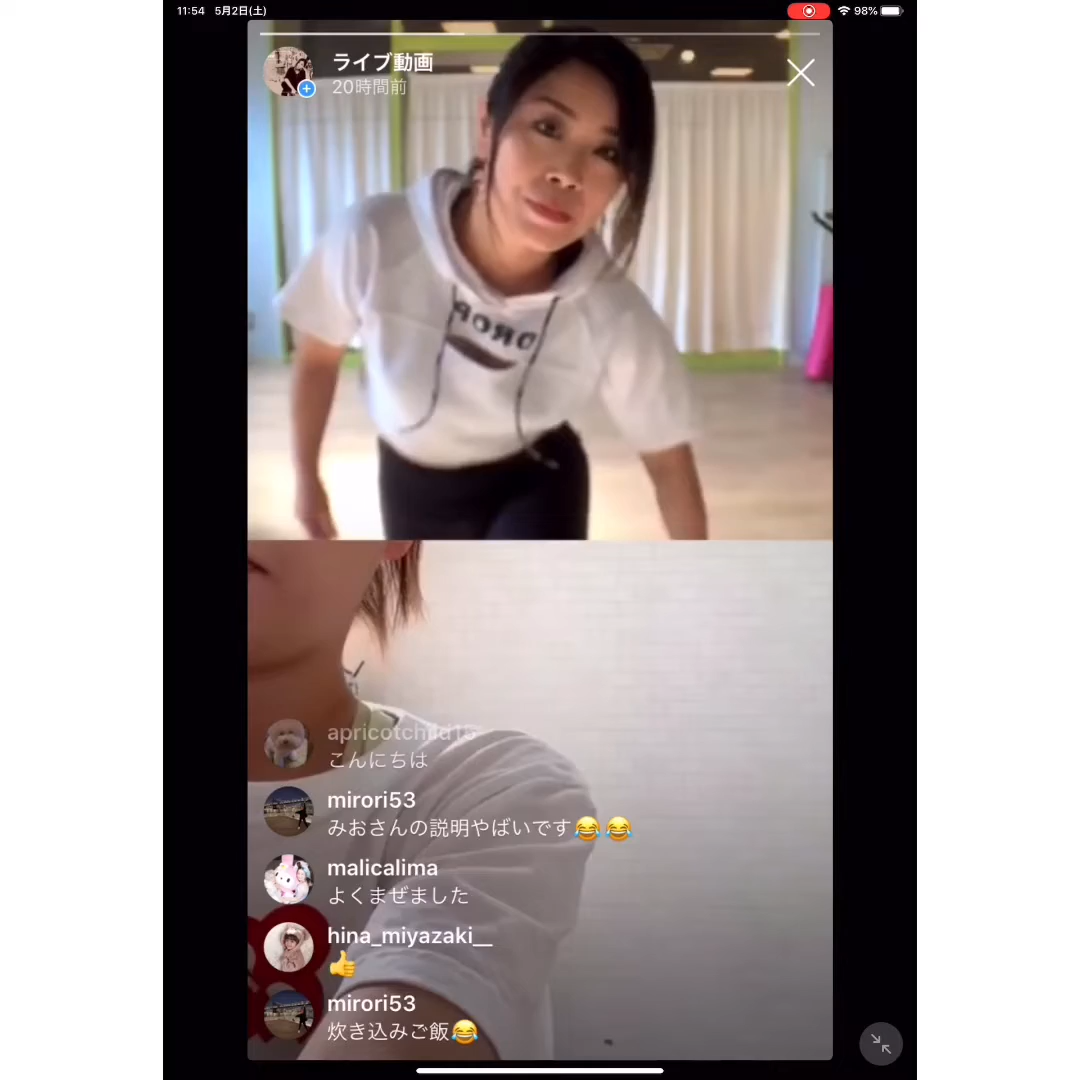 11:54 5月2日(土)
98%
ライブ動画
20時間前
DROP
apricotchild15
こんにちは
mirori53
みおさんの説明やばいです😂😂
malicalima
よくまぜました
hina_miyazaki__
👍
mirori53
炊き込みご飯😂